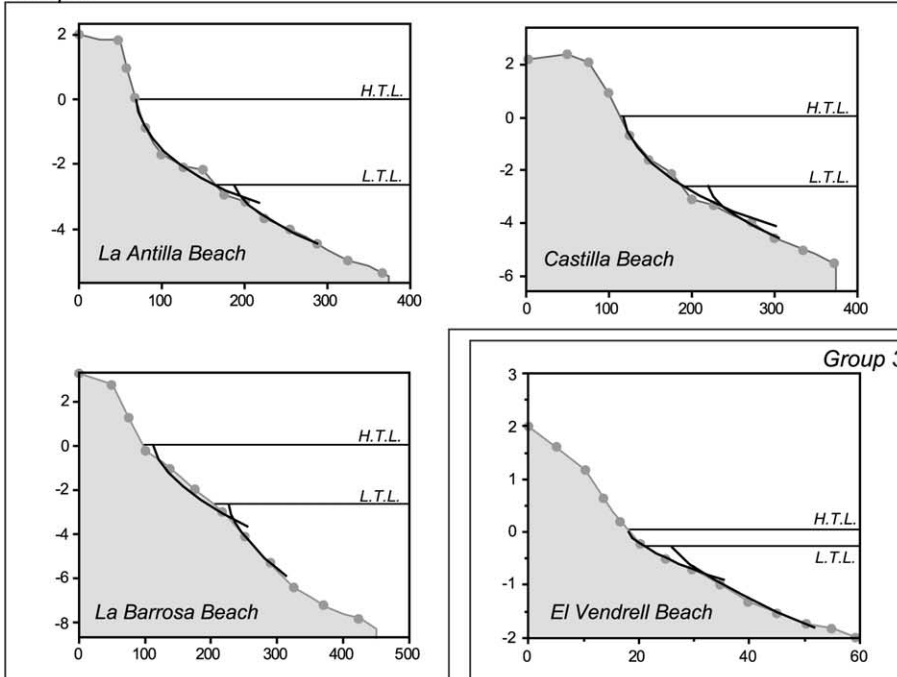 2
0
-2
-4
H.T.L.
L.T.L.
La Antilla Beach
0 100 200 300 400
2
0
-2
-4
-6
H.T.L.
L.T.L.
Castilla Beach
0 100 200 300 400
2
0
-2
-4
-6
-8
H.T.L.
L.T.L.
La Barrosa Beach
0 100 200 300 400 500
Group 3
3
2
1
0
-1
-2
H.T.L.
L.T.L.
El Vendrell Beach
0 20 40 60